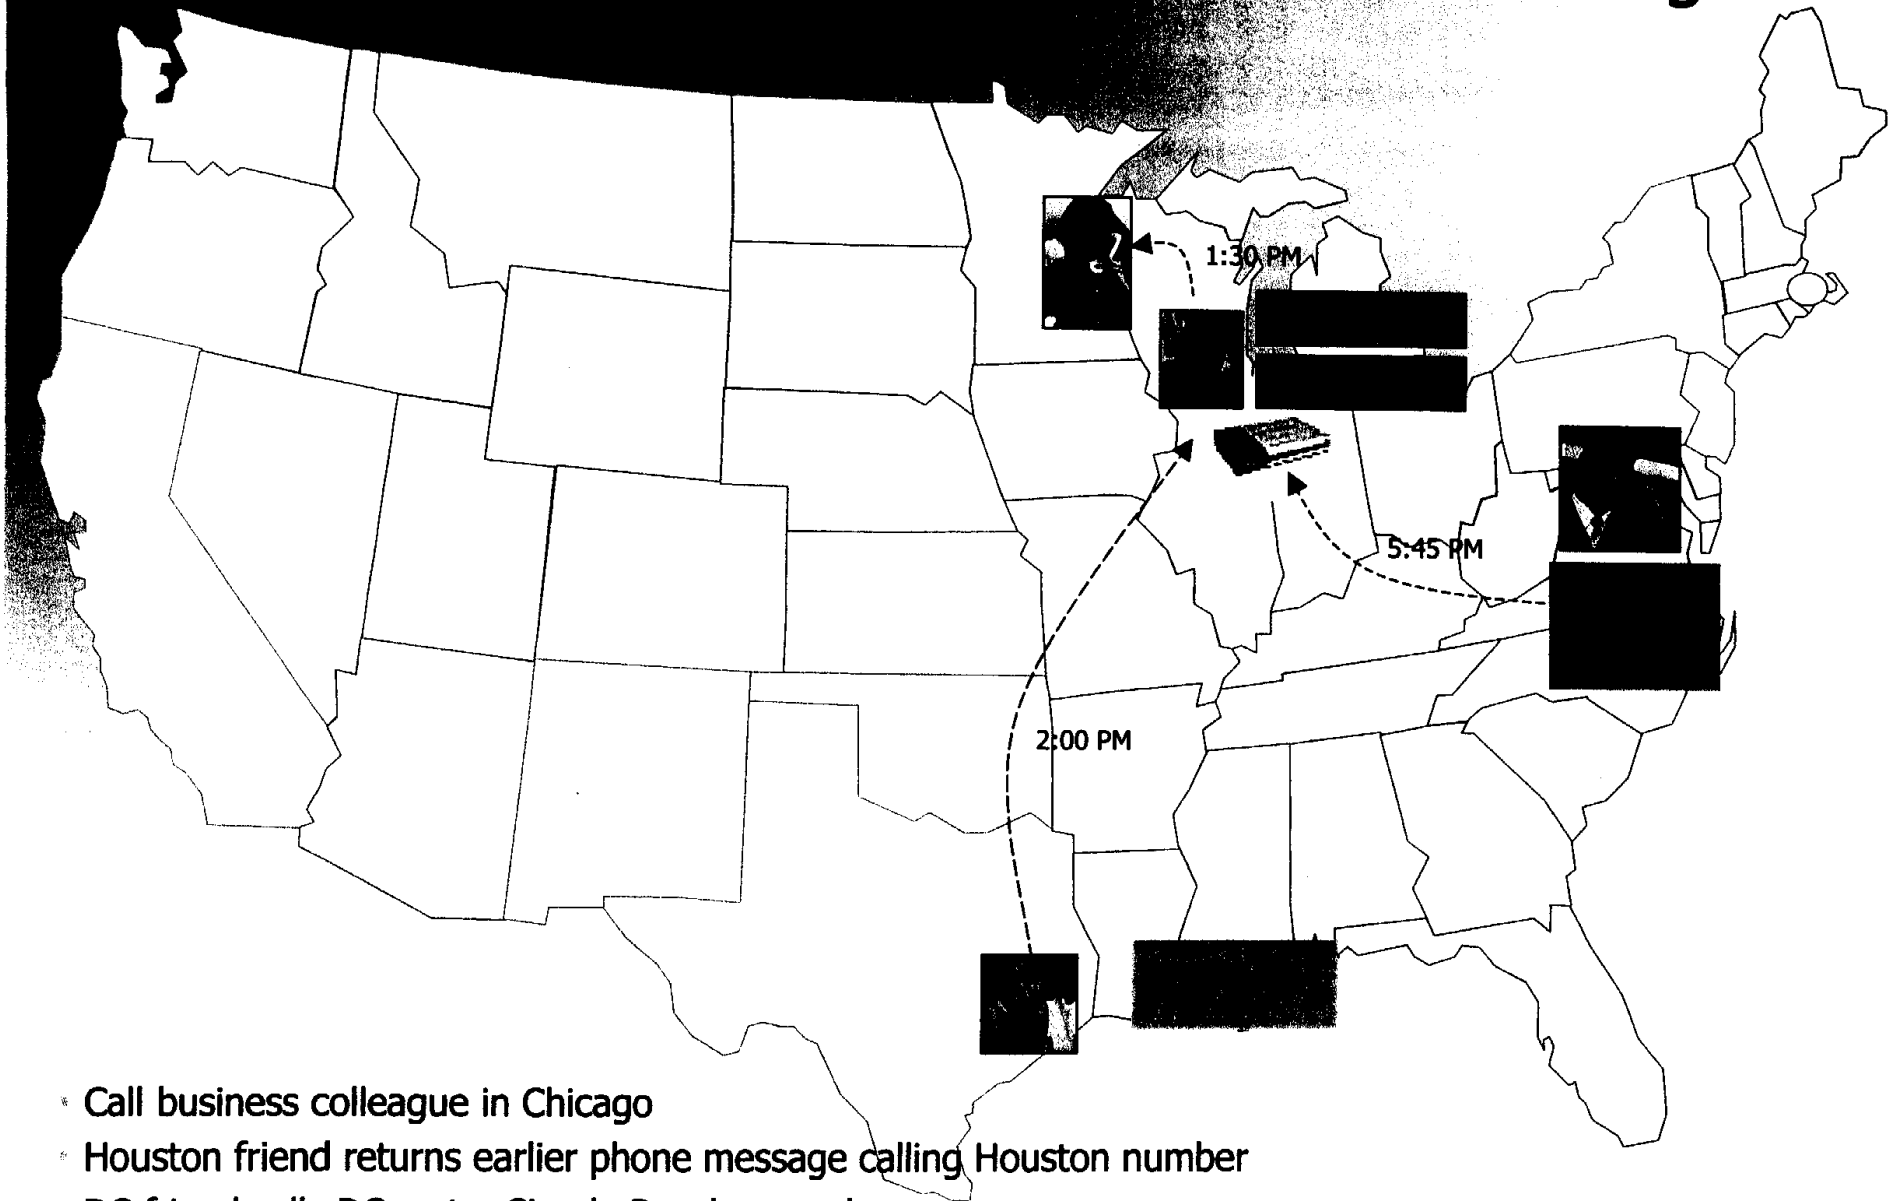 1:30 PM
5:45 PM
2:00 PM
Call business colleague in Chicago
Houston friend returns earlier phone message calling Houston number